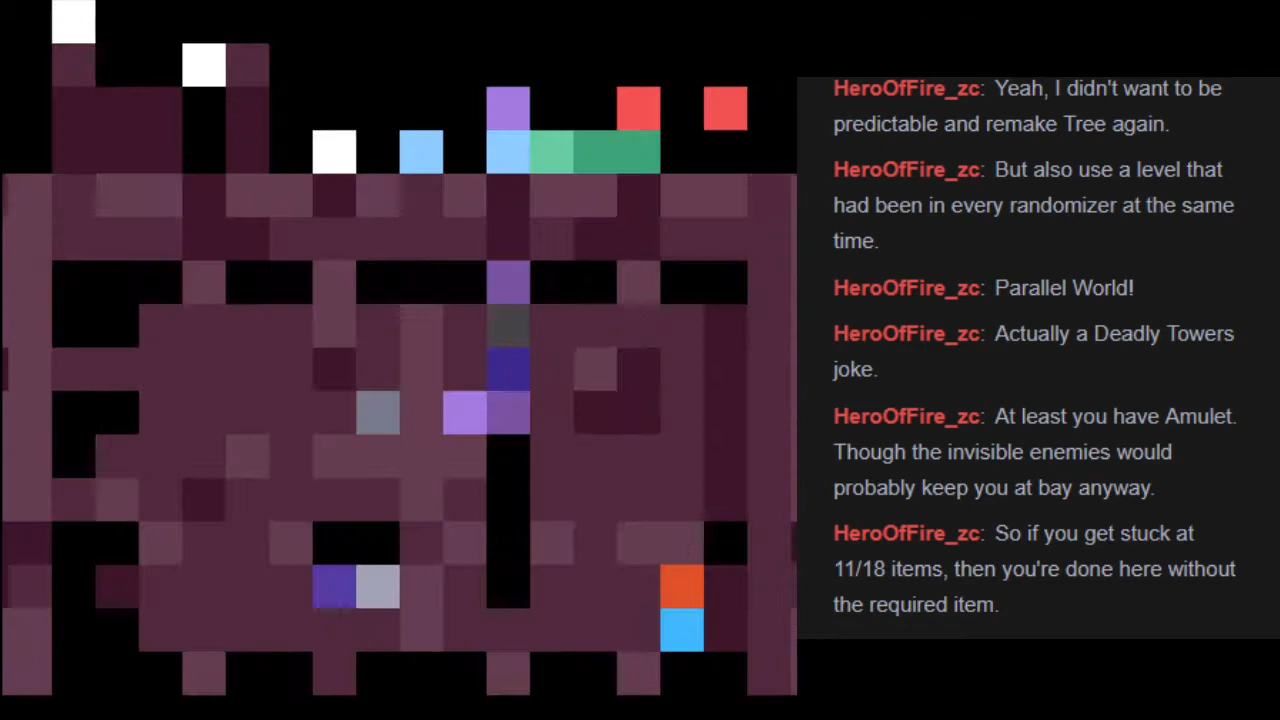 HeroOfFire_zc: Yeah, I didn't want to be
predictable and remake Tree again.
HeroOfFire_zc: But also use a level that
had been in every randomizer at the same
time.
HeroOfFire_zc: Parallel World!
HeroOfFire_zc: Actually a Deadly Towers
joke.
HeroOfFire_zc: At least you have Amulet.
Though the invisible enemies would
probably keep you at bay anyway.
HeroOfFire_zc: So if you get stuck at
11/18 items, then you're done here without
the required item.